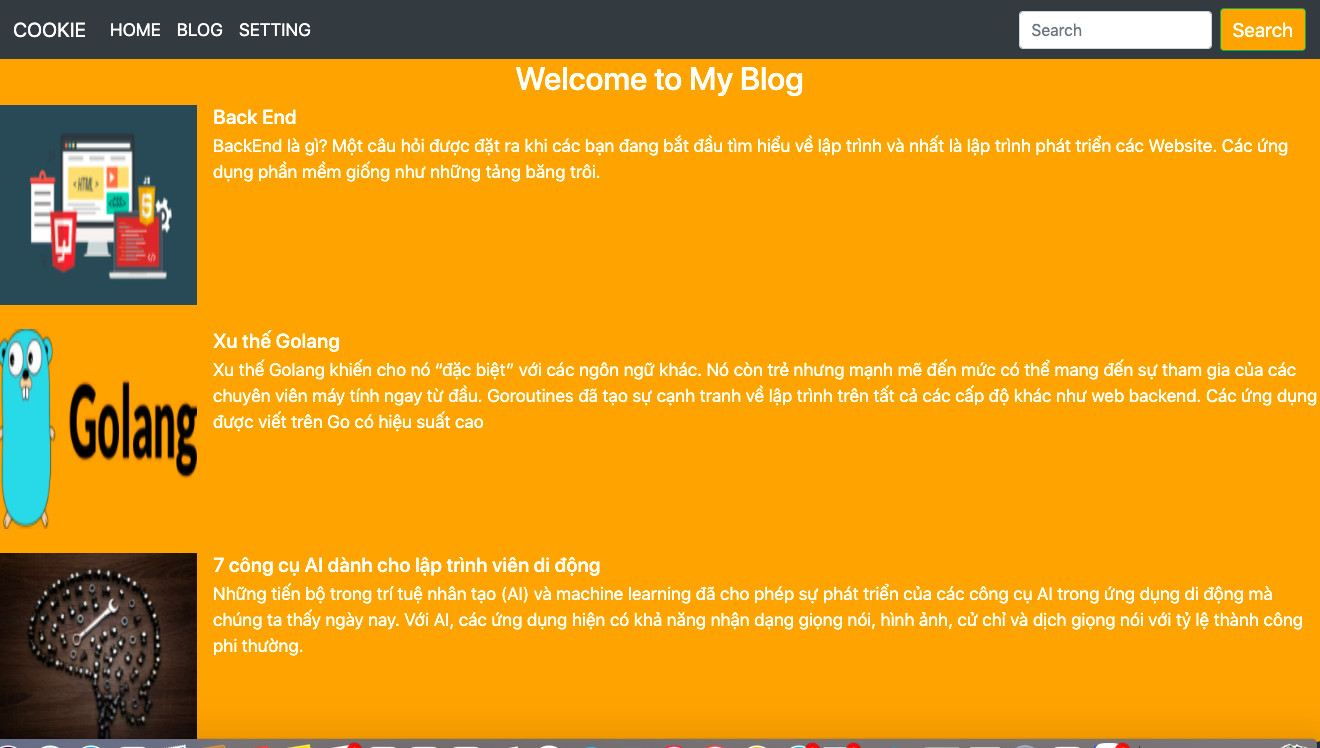 COOKIE HOME BLOG SETTING Search Search
Welcome to My Blog
Back End
BackEnd là gì? Một câu hỏi được đặt ra khi các bạn đang bắt đầu tìm hiểu về lập trình và nhất là lập trình phát triển các Website. Các ứng
dụng phần mềm giống như những tảng băng trôi.
< HTML >
<CSS>
Xu thế Golang
Xu thế Golang khiến cho nó “đặc biệt” với các ngôn ngữ khác. Nó còn trẻ nhưng mạnh mẽ đến mức có thể mang đến sự tham gia của các
chuyên viên máy tính ngay từ đầu. Goroutines đã tạo sự cạnh tranh về lập trình trên tất cả các cấp độ khác như web backend. Các ứng dụng
được viết trên Go có hiệu suất cao
Golang
7 công cụ AI dành cho lập trình viên di động
Những tiến bộ trong trí tuệ nhân tạo (AI) và machine learning đã cho phép sự phát triển của các công cụ AI trong ứng dụng di động mà
chúng ta thấy ngày nay. Với AI, các ứng dụng hiện có khả năng nhận dạng giọng nói, hình ảnh, cử chỉ và dịch giọng nói với tỷ lệ thành công
phi thường.